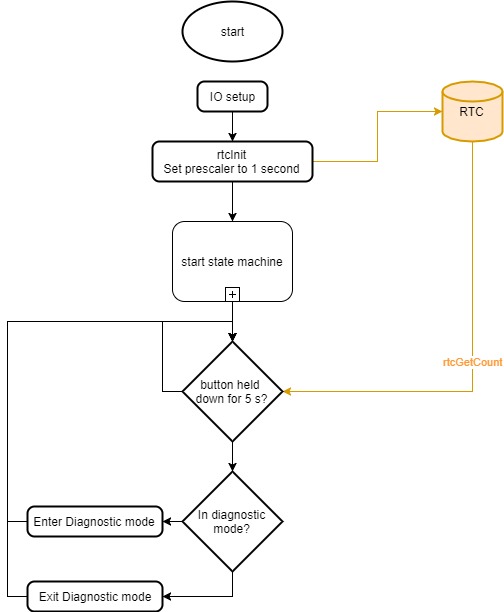 start
IO setup
RTC
rtcInit
Set prescaler to 1 second
start state machine
rtcGetCount
button held
down for 5 s?
In diagnostic
mode?
Enter Diagnostic mode
Exit Diagnostic mode